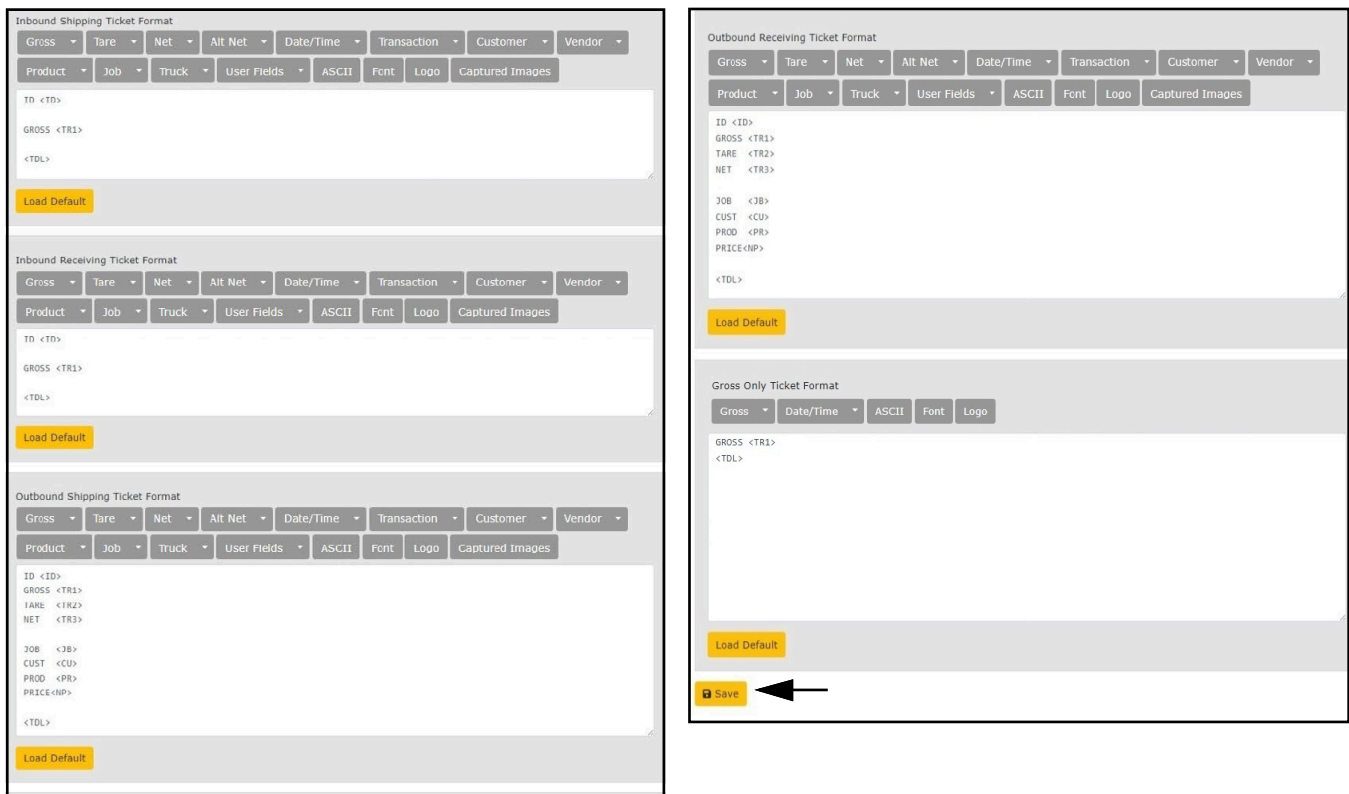 Inbound Shipping Ticket Format
Gross Tare Net Alt Net Date/Time Transaction Customer Vendor
Product Job Truck User Fields ASCII Font Logo Captured Images
ID <ID>
GROSS <TR1>
<TDL>
Load Default
Inbound Receiving Ticket Format
Gross Tare Net Alt Net Date/Time Transaction Customer Vendor
Product Job Truck User Fields ASCII Font Logo Captured Images
ID <ID>
GROSS <TR1>
<TDL>
Load Default
Outbound Shipping Ticket Format
Gross Tare Net Alt Net Date/Time Transaction Customer Vendor
Product Job Truck User Fields ASCII Font Logo Captured Images
ID <ID>
GROSS <TR1>
TARE <TR2>
NET <TR3>
JOB <JB>
CUST <CU>
PROD <PR>
PRICE<NP>
<TDL>
Load Default
Outbound Receiving Ticket Format
Gross Tare Net Alt Net Date/Time Transaction Customer Vendor
Product Job Truck User Fields ASCII Font Logo Captured Images
ID <ID>
GROSS <TR1>
TARE <TR2>
NET <TR3>
JOB <JB>
CUST <CU>
PROD <PR>
PRICE<NP>
<TDL>
Load Default
Gross Only Ticket Format
Gross Date/Time ASCII Font Logo
GROSS <TR1>
<TDL>
Load Default
Save